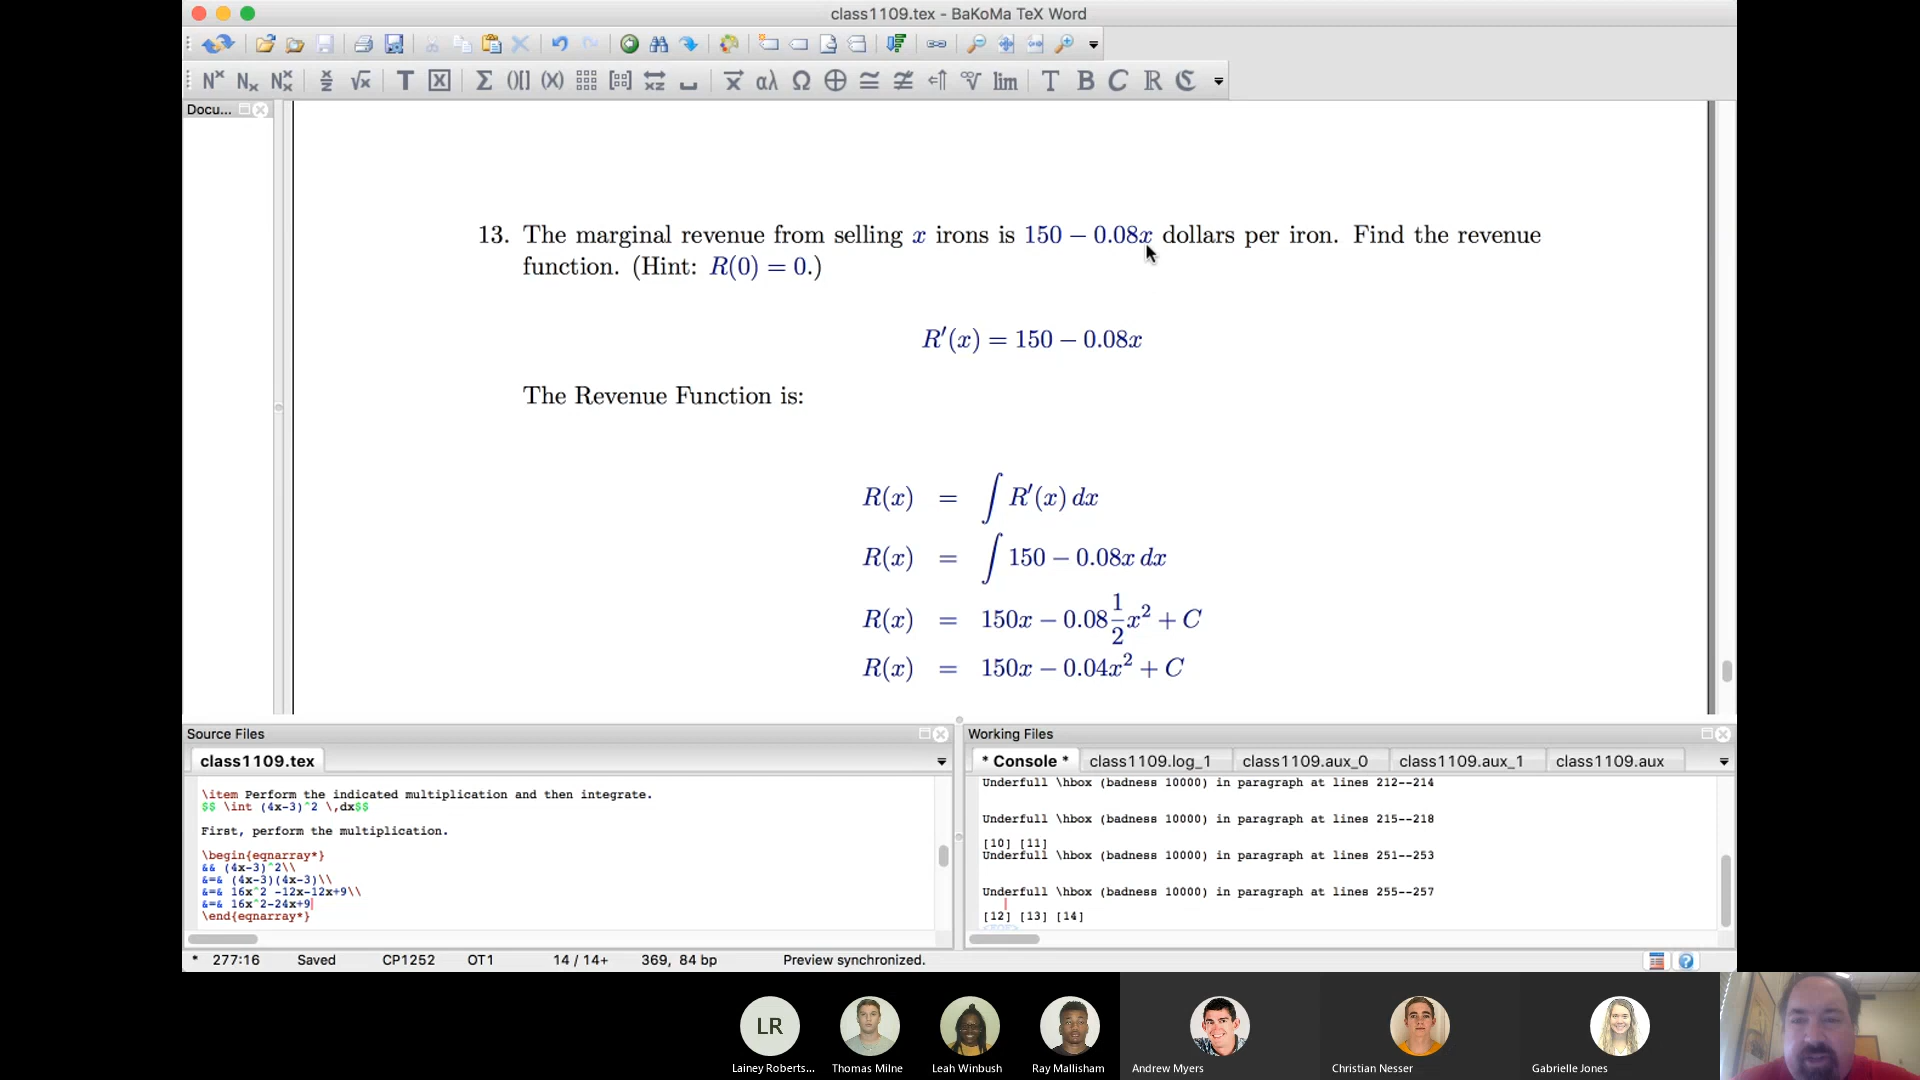 class1109.tex - BaKoMa TeX Word
Docu...
13. The marginal revenue from selling x irons is 150 − 0.08x dollars per iron. Find the revenue
function. (Hint: R(0) = 0.)
R′(x) = 150 − 0.08x
The Revenue Function is:
R(x) = ∫ R′(x) dx
R(x) = ∫ 150 − 0.08x dx
R(x) = 150x − 0.08 1/2 x² + C
R(x) = 150x − 0.04x² + C
Source Files
class1109.tex
\item Perform the indicated multiplication and then integrate.
$$ \int (4x-3)^2 \,dx$$
First, perform the multiplication.
\begin{eqnarray*}
&& (4x-3)^2\\
&=& (4x-3)(4x-3)\\
&=& 16x^2 -12x-12x+9\\
&=& 16x^2-24x+9
\end{eqnarray*}
Working Files
* Console * class1109.log_1 class1109.aux_0 class1109.aux_1 class1109.aux
Underfull \hbox (badness 10000) in paragraph at lines 212--214
Underfull \hbox (badness 10000) in paragraph at lines 215--218
[10] [11]
Underfull \hbox (badness 10000) in paragraph at lines 251--253
Underfull \hbox (badness 10000) in paragraph at lines 255--257
[12] [13] [14]
* 277:16 Saved CP1252 OT1 14 / 14+ 369, 84 bp Preview synchronized.
LR
Lainey Roberts... Thomas Milne Leah Winbush Ray Mallisham Andrew Myers Christian Nesser Gabrielle Jones